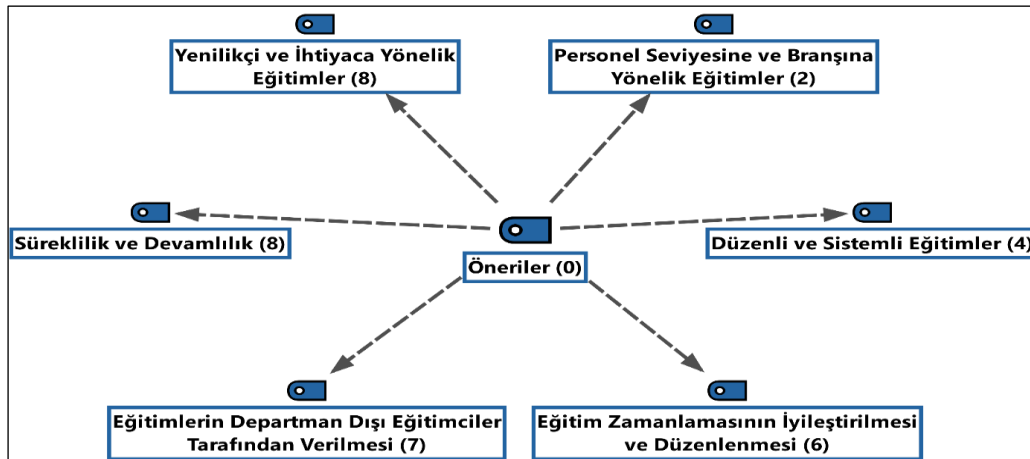 Yenilikçi ve İhtiyaca Yönelik
Eğitimler (8)
Personel Seviyesine ve Branşına
Yönelik Eğitimler (2)
Süreklilik ve Devamlılık (8)
Öneriler (0)
Düzenli ve Sistemli Eğitimler (4)
Eğitimlerin Departman Dışı Eğitimciler
Tarafından Verilmesi (7)
Eğitim Zamanlamasının İyileştirilmesi
ve Düzenlenmesi (6)